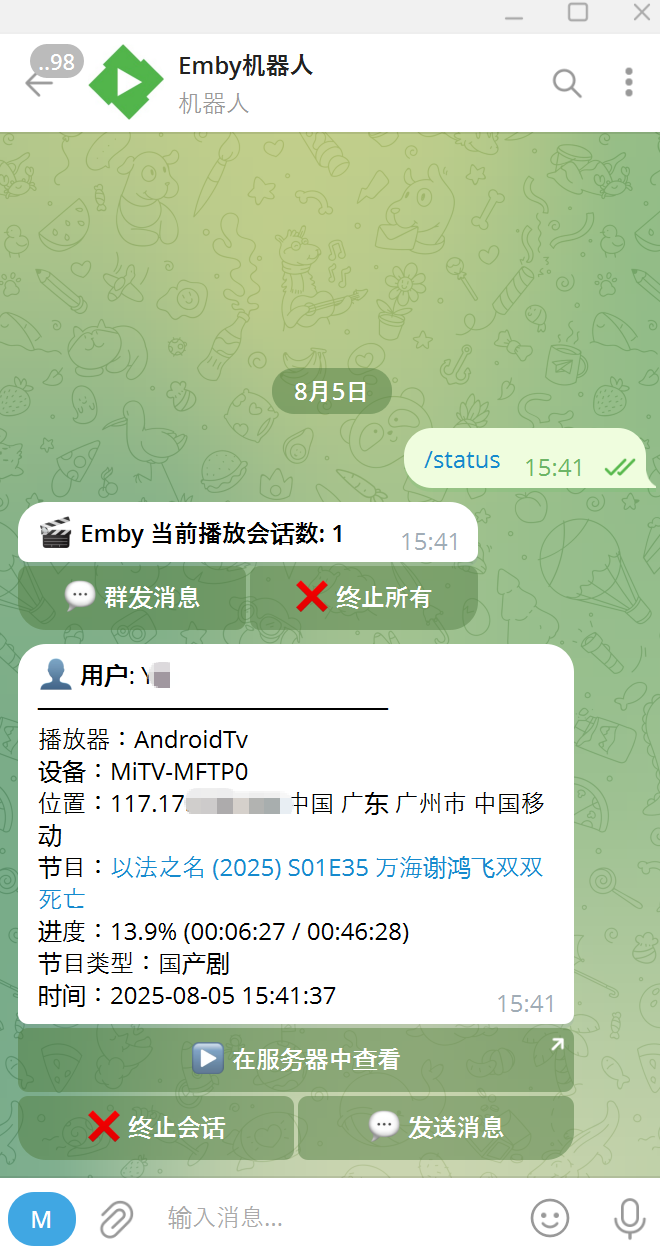 ..98
Emby机器人
机器人
8月5日
/status 15:41
🎬 Emby 当前播放会话数: 1 15:41
💬 群发消息 ❌ 终止所有
👤 用户: Y
播放器：AndroidTv
设备：MiTV-MFTP0
位置：117.17 中国 广东 广州市 中国移
动
节目：以法之名 (2025) S01E35 万海谢鸿飞双双
死亡
进度：13.9% (00:06:27 / 00:46:28)
节目类型：国产剧
时间：2025-08-05 15:41:37 15:41
▶️ 在服务器中查看
❌ 终止会话 💬 发送消息
M 输入消息...